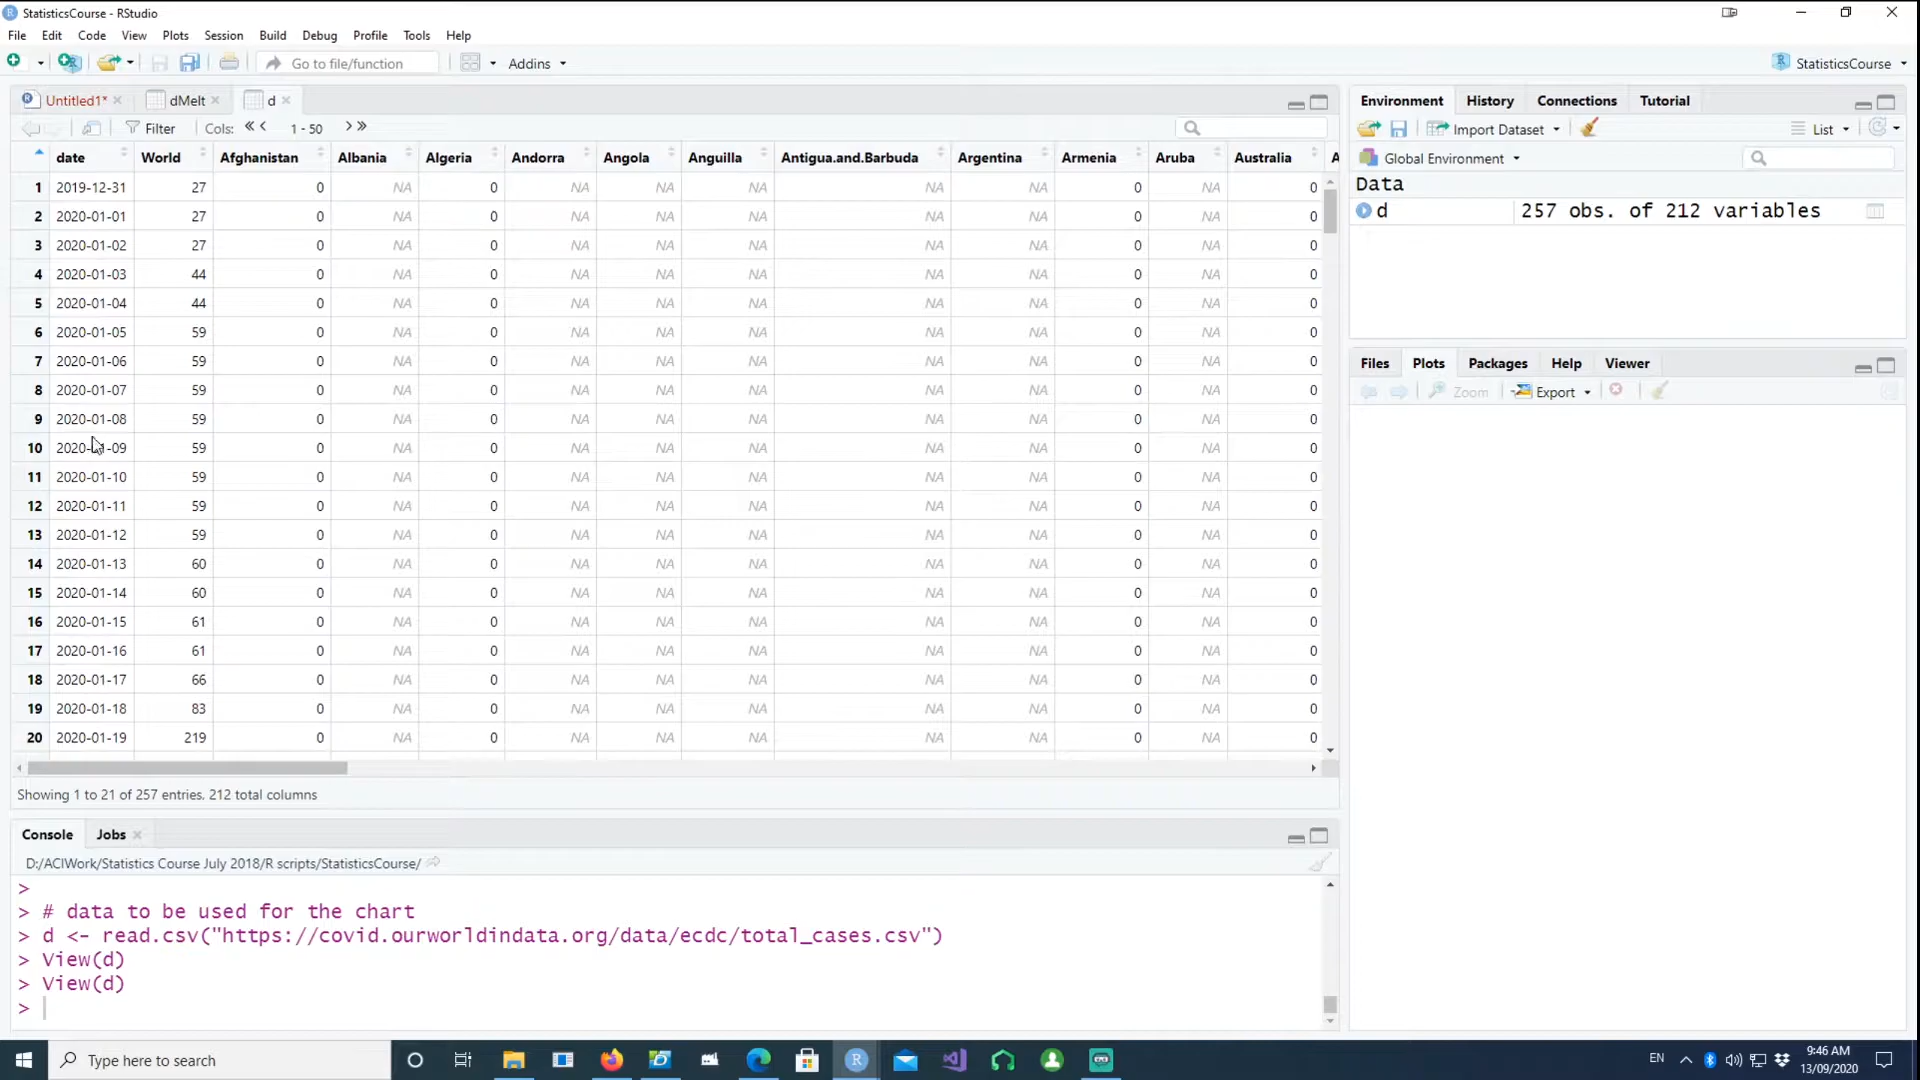 StatisticsCourse - RStudio
File Edit Code View Plots Session Build Debug Profile Tools Help
Go to file/function Addins StatisticsCourse
Untitled1* dMelt d
Filter Cols: 1 - 50
date World Afghanistan Albania Algeria Andorra Angola Anguilla Antigua.and.Barbuda Argentina Armenia Aruba Australia A
1 2019-12-31 27 0 NA 0 NA NA NA NA NA 0 NA 0
2 2020-01-01 27 0 NA 0 NA NA NA NA NA 0 NA 0
3 2020-01-02 27 0 NA 0 NA NA NA NA NA 0 NA 0
4 2020-01-03 44 0 NA 0 NA NA NA NA NA 0 NA 0
5 2020-01-04 44 0 NA 0 NA NA NA NA NA 0 NA 0
6 2020-01-05 59 0 NA 0 NA NA NA NA NA 0 NA 0
7 2020-01-06 59 0 NA 0 NA NA NA NA NA 0 NA 0
8 2020-01-07 59 0 NA 0 NA NA NA NA NA 0 NA 0
9 2020-01-08 59 0 NA 0 NA NA NA NA NA 0 NA 0
10 2020-01-09 59 0 NA 0 NA NA NA NA NA 0 NA 0
11 2020-01-10 59 0 NA 0 NA NA NA NA NA 0 NA 0
12 2020-01-11 59 0 NA 0 NA NA NA NA NA 0 NA 0
13 2020-01-12 59 0 NA 0 NA NA NA NA NA 0 NA 0
14 2020-01-13 60 0 NA 0 NA NA NA NA NA 0 NA 0
15 2020-01-14 60 0 NA 0 NA NA NA NA NA 0 NA 0
16 2020-01-15 61 0 NA 0 NA NA NA NA NA 0 NA 0
17 2020-01-16 61 0 NA 0 NA NA NA NA NA 0 NA 0
18 2020-01-17 66 0 NA 0 NA NA NA NA NA 0 NA 0
19 2020-01-18 83 0 NA 0 NA NA NA NA NA 0 NA 0
20 2020-01-19 219 0 NA 0 NA NA NA NA NA 0 NA 0
Showing 1 to 21 of 257 entries, 212 total columns
Console Jobs
D:/ACIWork/Statistics Course July 2018/R scripts/StatisticsCourse/
>
> # data to be used for the chart
> d <- read.csv("https://covid.ourworldindata.org/data/ecdc/total_cases.csv")
> View(d)
> View(d)
>
Environment History Connections Tutorial
Import Dataset List
Global Environment
Data
d 257 obs. of 212 variables
Files Plots Packages Help Viewer
Zoom Export
Type here to search
EN
9:46 AM
13/09/2020